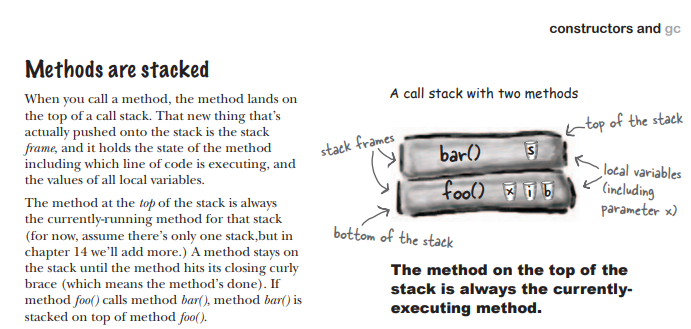 constructors and gc
Methods are stacked
When you call a method, the method lands on
the top of a call stack. That new thing that's
actually pushed onto the stack is the stack
frame, and it holds the state of the method
including which line of code is executing, and
the values of all local variables.
The method at the top of the stack is always
the currently-running method for that stack
(for now, assume there's only one stack,but in
chapter 14 we'll add more.) A method stays on
the stack until the method hits its closing curly
brace (which means the method's done). If
method foo() calls method bar(), method bar() is
stacked on top of method foo().
A call stack with two methods
top of the stack
stack frames
bar() s
local variables
(including
parameter x)
foo() x i b
bottom of the stack
The method on the top of the
stack is always the currently-
executing method.